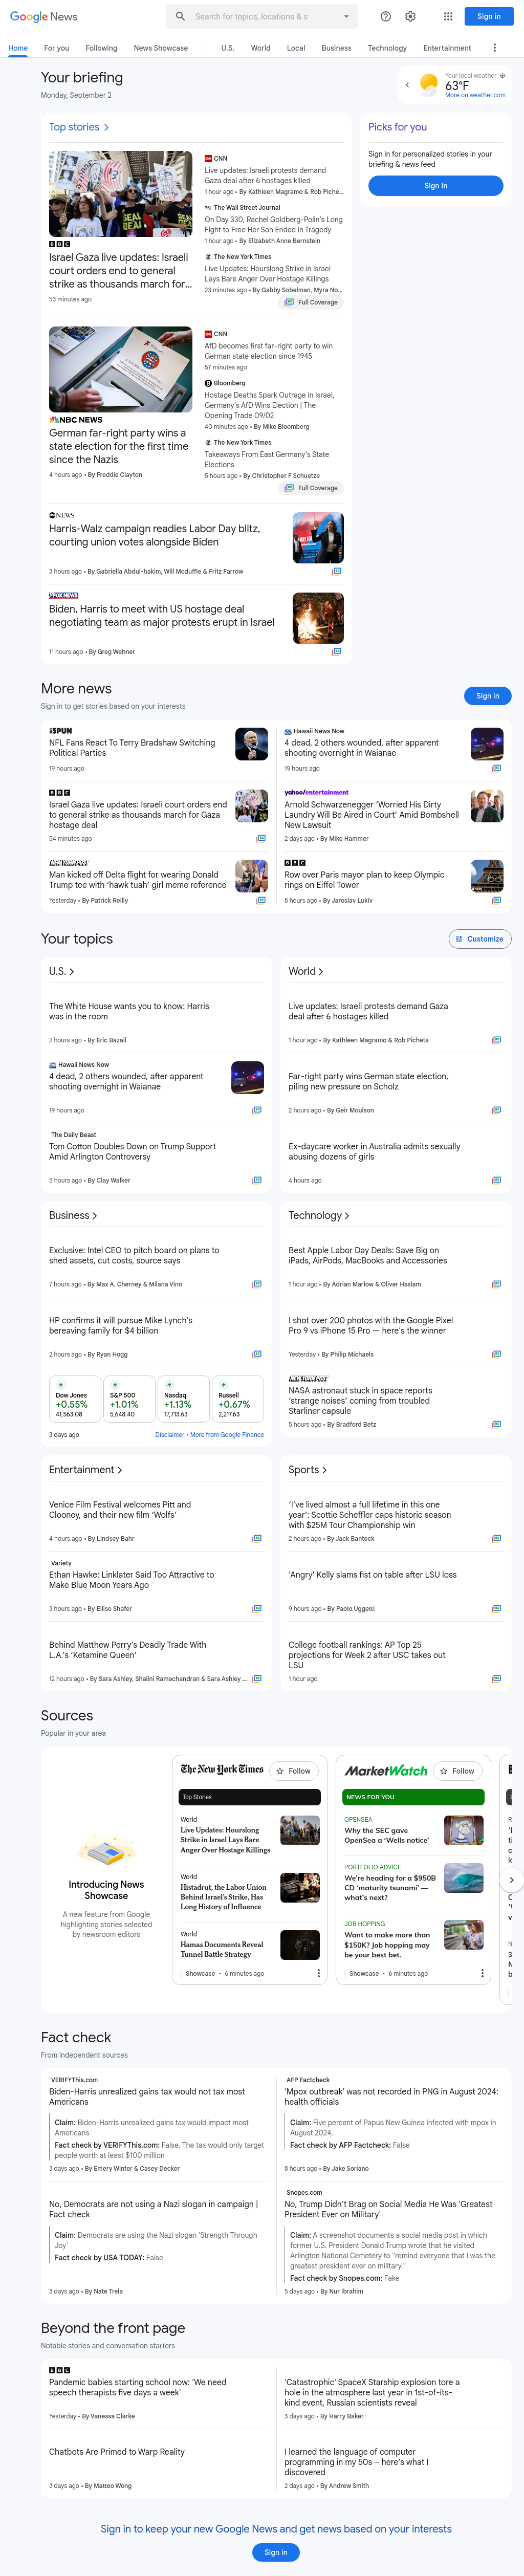 Google News
Search for topics, locations & s
Sign in
Home
For you
Following
News Showcase
U.S.
World
Local
Business
Technology
Entertainment
Your briefing
Monday, September 2
Your local weather
63°F
More on weather.com
Top stories
BBC
Israel Gaza live updates: Israeli
court orders end to general
strike as thousands march for...
53 minutes ago
CNN
Live updates: Israeli protests demand
Gaza deal after 6 hostages killed
1 hour ago • By Kathleen Magramo & Rob Piche...
The Wall Street Journal
On Day 330, Rachel Goldberg-Polin's Long
Fight to Free Her Son Ended in Tragedy
1 hour ago • By Elizabeth Anne Bernstein
The New York Times
Live Updates: Hourslong Strike in Israel
Lays Bare Anger Over Hostage Killings
23 minutes ago • By Gabby Sobelman, Myra No...
Full Coverage
NBC NEWS
German far-right party wins a
state election for the first time
since the Nazis
4 hours ago • By Freddie Clayton
CNN
AfD becomes first far-right party to win
German state election since 1945
57 minutes ago
Bloomberg
Hostage Deaths Spark Outrage in Israel,
Germany's AfD Wins Election | The
Opening Trade 09/02
40 minutes ago • By Mike Bloomberg
The New York Times
Takeaways From East Germany's State
Elections
5 hours ago • By Christopher F Schuetze
Full Coverage
abc NEWS
Harris-Walz campaign readies Labor Day blitz,
courting union votes alongside Biden
3 hours ago • By Gabriella Abdul-hakim, Will Mcduffie & Fritz Farrow
FOX NEWS
Biden, Harris to meet with US hostage deal
negotiating team as major protests erupt in Israel
11 hours ago • By Greg Wehner
Picks for you
Sign in for personalized stories in your
briefing & news feed
Sign in
More news
Sign in to get stories based on your interests
Sign in
THE SPUN
NFL Fans React To Terry Bradshaw Switching
Political Parties
19 hours ago
Hawaii News Now
4 dead, 2 others wounded, after apparent
shooting overnight in Waianae
19 hours ago
BBC
Israel Gaza live updates: Israeli court orders end
to general strike as thousands march for Gaza
hostage deal
54 minutes ago
yahoo!entertainment
Arnold Schwarzenegger 'Worried His Dirty
Laundry Will Be Aired in Court' Amid Bombshell
New Lawsuit
2 days ago • By Mike Hammer
NEW YORK POST
Man kicked off Delta flight for wearing Donald
Trump tee with 'hawk tuah' girl meme reference
Yesterday • By Patrick Reilly
BBC
Row over Paris mayor plan to keep Olympic
rings on Eiffel Tower
8 hours ago • By Jaroslav Lukiv
Your topics
Customize
U.S.
The White House wants you to know: Harris
was in the room
2 hours ago • By Eric Bazail
Hawaii News Now
4 dead, 2 others wounded, after apparent
shooting overnight in Waianae
19 hours ago
The Daily Beast
Tom Cotton Doubles Down on Trump Support
Amid Arlington Controversy
5 hours ago • By Clay Walker
World
Live updates: Israeli protests demand Gaza
deal after 6 hostages killed
1 hour ago • By Kathleen Magramo & Rob Picheta
Far-right party wins German state election,
piling new pressure on Scholz
2 hours ago • By Geir Moulson
Ex-daycare worker in Australia admits sexually
abusing dozens of girls
4 hours ago
Business
Exclusive: Intel CEO to pitch board on plans to
shed assets, cut costs, source says
7 hours ago • By Max A. Cherney & Milana Vinn
HP confirms it will pursue Mike Lynch's
bereaving family for $4 billion
2 hours ago • By Ryan Hogg
Dow Jones
+0.55%
41,563.08
S&P 500
+1.01%
5,648.40
Nasdaq
+1.13%
17,713.63
Russell
+0.67%
2,217.63
3 days ago
Disclaimer • More from Google Finance
Technology
Best Apple Labor Day Deals: Save Big on
iPads, AirPods, MacBooks and Accessories
1 hour ago • By Adrian Marlow & Oliver Haslam
I shot over 200 photos with the Google Pixel
Pro 9 vs iPhone 15 Pro — here's the winner
Yesterday • By Philip Michaels
NEW YORK POST
NASA astronaut stuck in space reports
'strange noises' coming from troubled
Starliner capsule
5 hours ago • By Bradford Betz
Entertainment
Venice Film Festival welcomes Pitt and
Clooney, and their new film 'Wolfs'
4 hours ago • By Lindsey Bahr
Variety
Ethan Hawke: Linklater Said Too Attractive to
Make Blue Moon Years Ago
3 hours ago • By Ellise Shafer
Behind Matthew Perry's Deadly Trade With
L.A.'s 'Ketamine Queen'
12 hours ago • By Sara Ashley, Shalini Ramachandran & Sara Ashley ...
Sports
'I've lived almost a full lifetime in this one
year': Scottie Scheffler caps historic season
with $25M Tour Championship win
2 hours ago • By Jack Bantock
'Angry' Kelly slams fist on table after LSU loss
9 hours ago • By Paolo Uggetti
College football rankings: AP Top 25
projections for Week 2 after USC takes out
LSU
1 hour ago
Sources
Popular in your area
Introducing News
Showcase
A new feature from Google
highlighting stories selected
by newsroom editors
The New York Times
Follow
Top Stories
World
Live Updates: Hourslong
Strike in Israel Lays Bare
Anger Over Hostage Killings
World
Histadrut, the Labor Union
Behind Israel's Strike, Has
Long History of Influence
World
Hamas Documents Reveal
Tunnel Battle Strategy
Showcase • 6 minutes ago
MarketWatch
Follow
NEWS FOR YOU
OPENSEA
Why the SEC gave
OpenSea a 'Wells notice'
PORTFOLIO ADVICE
We're heading for a $950B
CD 'maturity tsunami' —
what's next?
JOB HOPPING
Want to make more than
$150K? Job hopping may
be your best bet.
Showcase • 6 minutes ago
Fact check
From independent sources
VERIFYThis.com
Biden-Harris unrealized gains tax would not tax most
Americans
Claim: Biden-Harris unrealized gains tax would impact most
Americans
Fact check by VERIFYThis.com: False. The tax would only target
people worth at least $100 million
3 days ago • By Emery Winter & Casey Decker
AFP Factcheck
'Mpox outbreak' was not recorded in PNG in August 2024:
health officials
Claim: Five percent of Papua New Guinea infected with mpox in
August 2024.
Fact check by AFP Factcheck: False
8 hours ago • By Jake Soriano
No, Democrats are not using a Nazi slogan in campaign |
Fact check
Claim: Democrats are using the Nazi slogan 'Strength Through
Joy'
Fact check by USA TODAY: False
3 days ago • By Nate Trela
Snopes.com
No, Trump Didn't Brag on Social Media He Was 'Greatest
President Ever on Military'
Claim: A screenshot documents a social media post in which
former U.S. President Donald Trump wrote that he visited
Arlington National Cemetery to "remind everyone that I was the
greatest president ever on military."
Fact check by Snopes.com: Fake
5 days ago • By Nur Ibrahim
Beyond the front page
Notable stories and conversation starters
BBC
Pandemic babies starting school now: 'We need
speech therapists five days a week'
Yesterday • By Vanessa Clarke
'Catastrophic' SpaceX Starship explosion tore a
hole in the atmosphere last year in 1st-of-its-
kind event, Russian scientists reveal
3 days ago • By Harry Baker
Chatbots Are Primed to Warp Reality
3 days ago • By Matteo Wong
I learned the language of computer
programming in my 50s – here's what I
discovered
2 days ago • By Andrew Smith
Sign in to keep your new Google News and get news based on your interests
Sign in